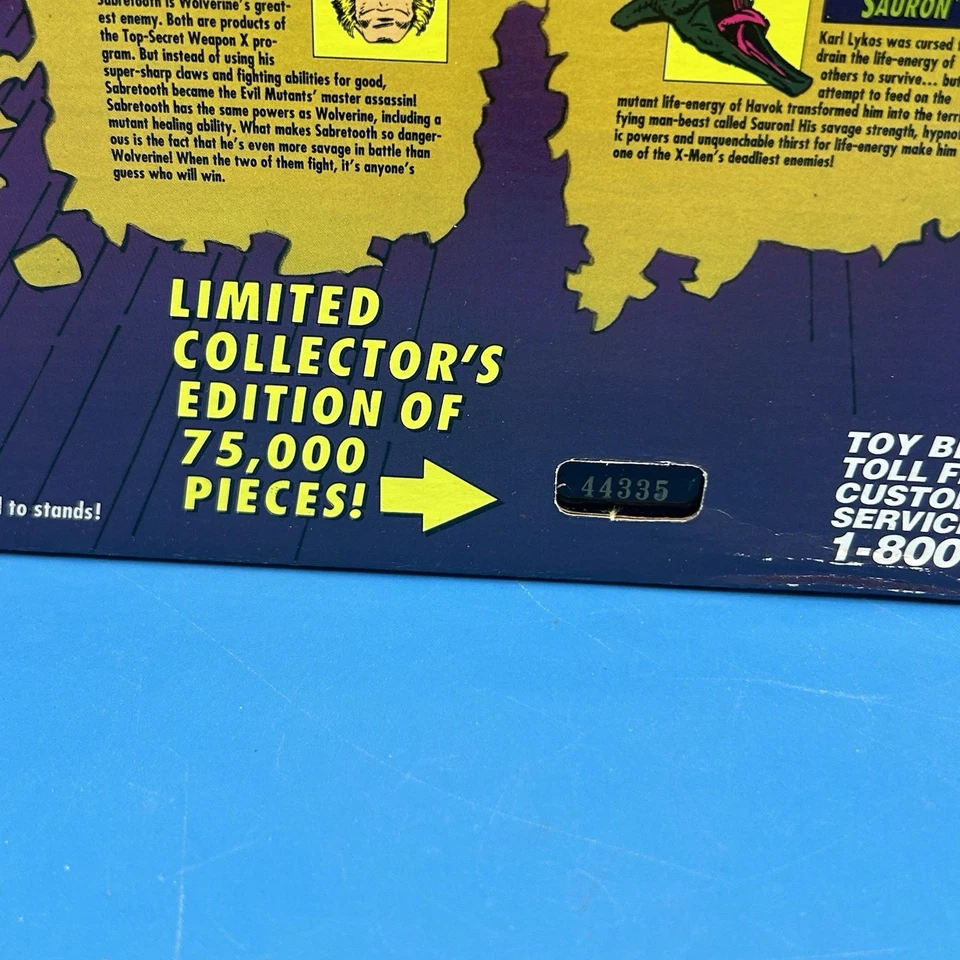 Sabretooth is Wolverine's great-
est enemy. Both are products of
the Top-Secret Weapon X pro-
gram. But instead of using his
super-sharp claws and fighting abilities for good,
Sabretooth became the Evil Mutants' master assassin!
Sabretooth has the same powers as Wolverine, including a
mutant healing ability. What makes Sabretooth so danger-
ous is the fact that he's even more savage in battle than
Wolverine! When the two of them fight, it's anyone's
guess who will win.
SAURON
Karl Lykos was cursed
drain the life-energy of
others to survive... but
attempt to feed on the
mutant life-energy of Havok transformed him into the terri
fying man-beast called Sauron! His savage strength, hypnot
ic powers and unquenchable thirst for life-energy make him
one of the X-Men's deadliest enemies!
LIMITED
COLLECTOR'S
EDITION OF
75,000
PIECES!
44335
to stands!
TOY
TOLL
CUSTO
SERVIC
1-800